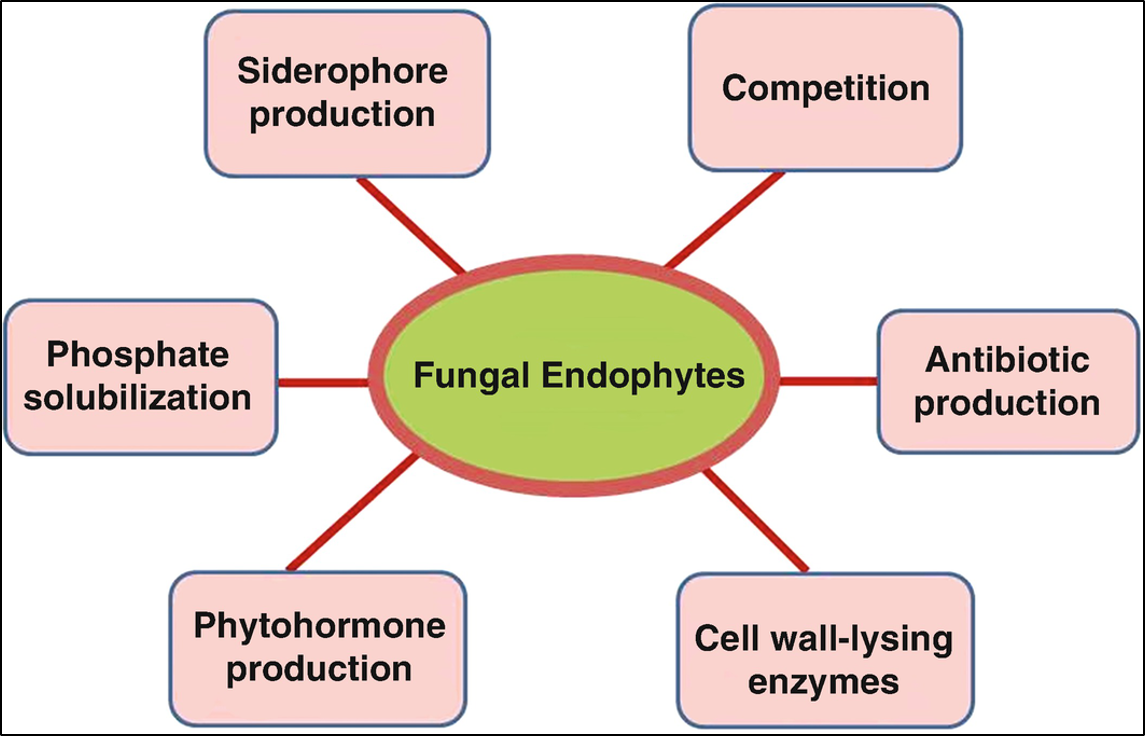 Siderophore
production
Competition
Phosphate
solubilization
Fungal Endophytes
Antibiotic
production
Phytohormone
production
Cell wall-lysing
enzymes